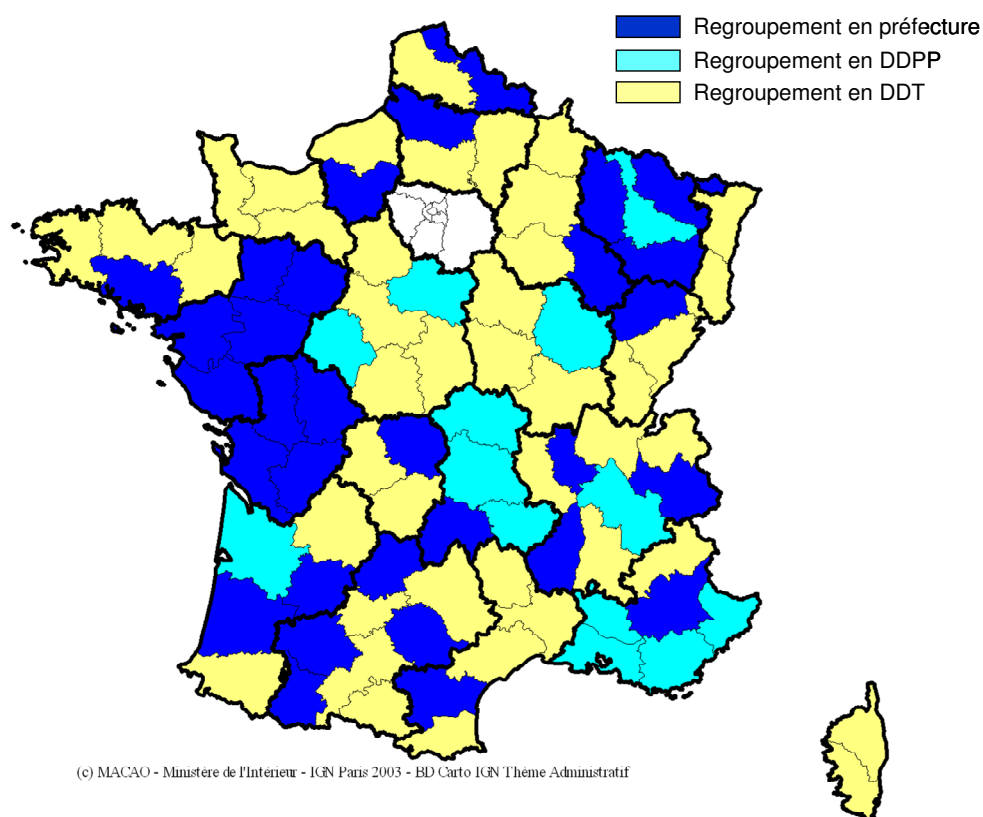 Regroupement en préfecture
Regroupement en DDPP
Regroupement en DDT
(c) MACAO - Ministère de l'Intérieur - IGN Paris 2003 - BD Carto IGN Thème Administratif